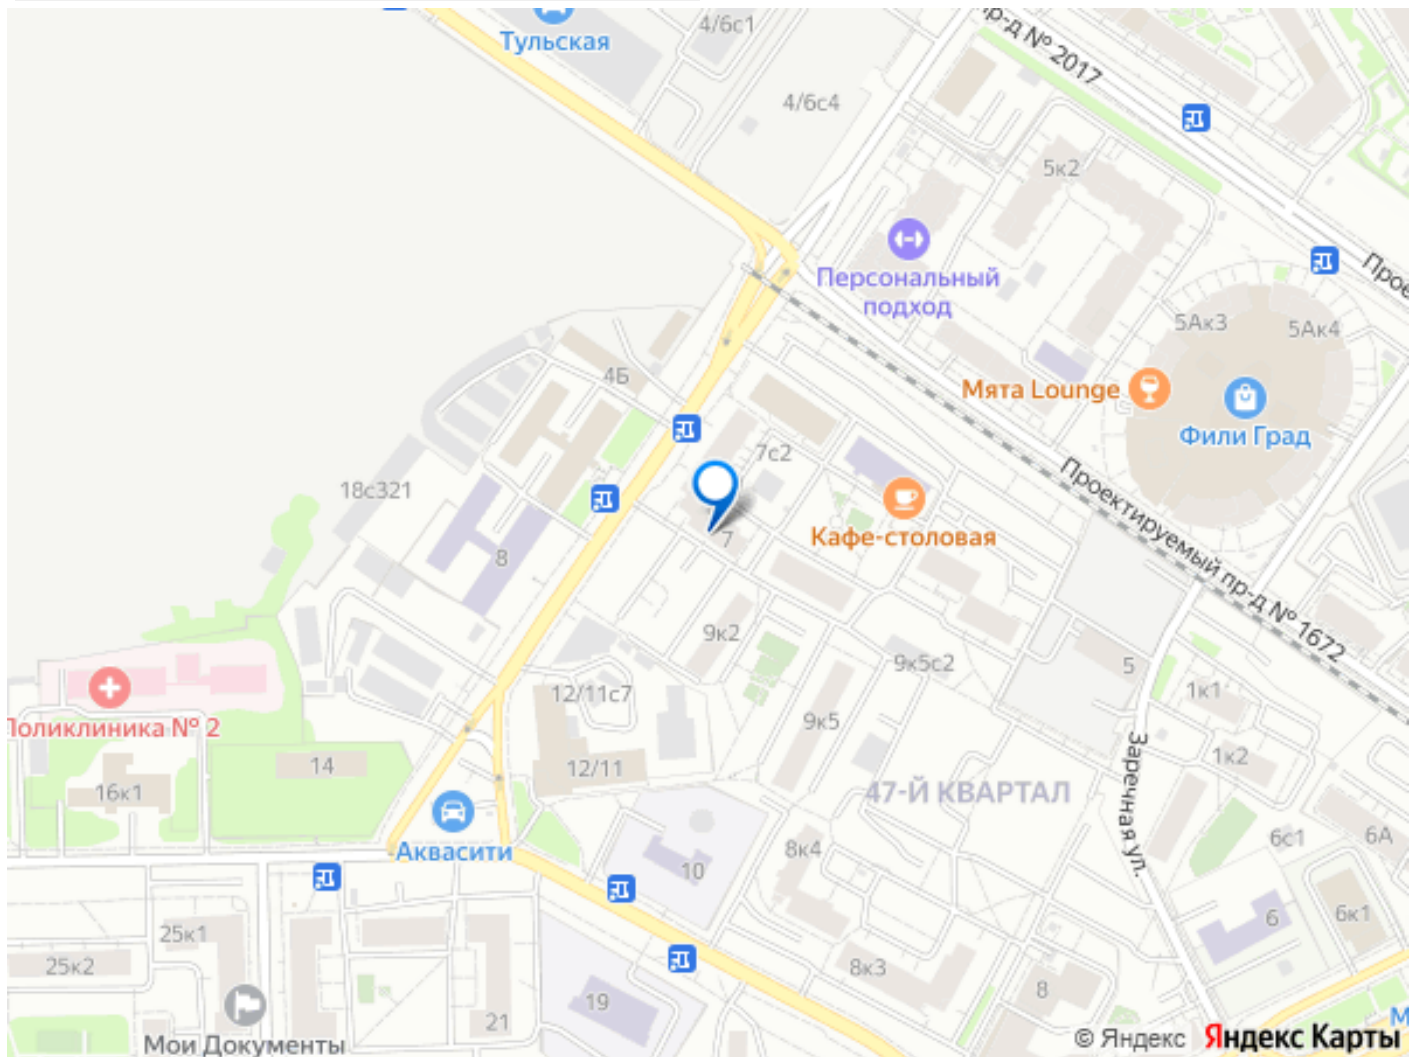 4/6с1
Тульская
пр-д № 2017
4/6с4
5к2
Персональный
подход
Прое
5Ак3
5Ак4
4Б
Мята Lounge
Фили Град
7с2
18с321
Кафе-столовая
Проектируемый пр-д № 1672
7
8
9к2
9к5с2
5
1к1
12/11с7
Поликлиника № 2
9к5
Заречная ул.
1к2
14
12/11
16к1
47-Й КВАРТАЛ
6с1
6А
Аквасити
8к4
10
25к1
6к1
6
25к2
8к3
8
19
21
Мои Документы
М
© Яндекс Яндекс Карты